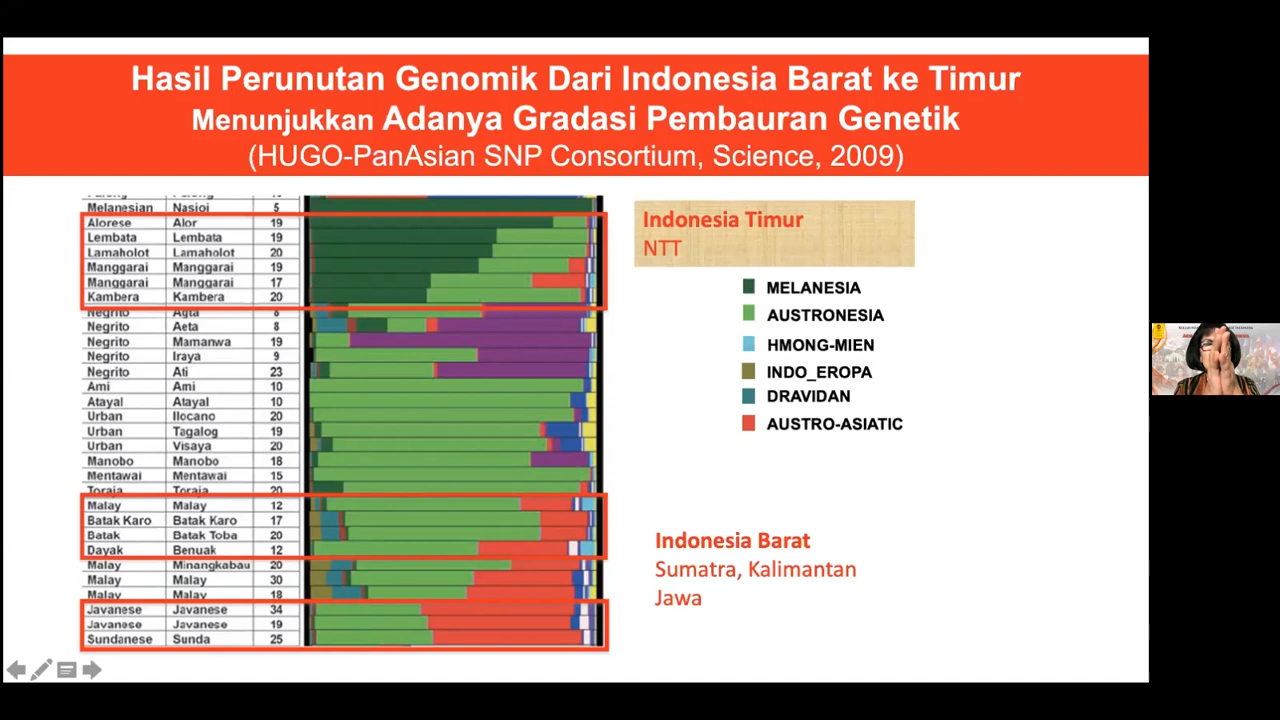 Hasil Perunutan Genomik Dari Indonesia Barat ke Timur
Menunjukkan Adanya Gradasi Pembauran Genetik
(HUGO-PanAsian SNP Consortium, Science, 2009)
Melanesian Nasioi 5
Alorese Alor 19
Lembata Lembata 19
Lamaholot Lamaholot 20
Manggarai Manggarai 19
Manggarai Manggarai 17
Kambera Kambera 20
Negrito Agta 8
Negrito Aeta 8
Negrito Mamanwa 19
Negrito Iraya 9
Negrito Ati 23
Ami Ami 10
Atayal Atayal 10
Urban Ilocano 20
Urban Tagalog 19
Urban Visaya 20
Manobo Manobo 18
Mentawai Mentawai 15
Toraja Toraja 20
Malay Malay 12
Batak Karo Batak Karo 17
Batak Batak Toba 20
Dayak Benuak 12
Malay Minangkabau 20
Malay Malay 30
Malay Malay 18
Javanese Javanese 34
Javanese Javanese 19
Sundanese Sunda 25
Indonesia Timur
NTT
MELANESIA
AUSTRONESIA
HMONG-MIEN
INDO_EROPA
DRAVIDAN
AUSTRO-ASIATIC
Indonesia Barat
Sumatra, Kalimantan
Jawa